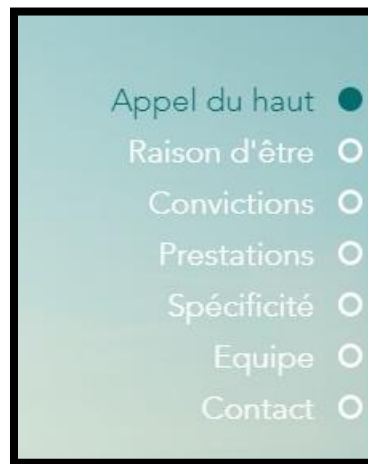 Appel du haut
Raison d'être
Convictions
Prestations
Spécificité
Equipe
Contact